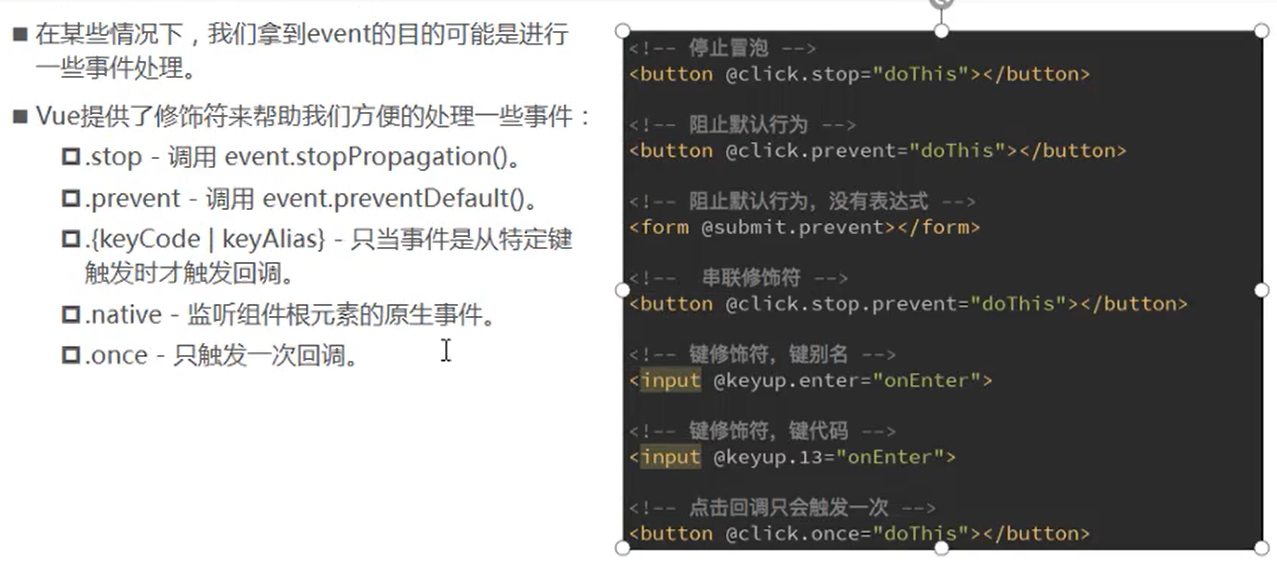 ■ 在某些情况下，我们拿到event的目的可能是进行
一些事件处理。
■ Vue提供了修饰符来帮助我们方便的处理一些事件：
.stop - 调用 event.stopPropagation()。
.prevent - 调用 event.preventDefault()。
.{keyCode | keyAlias} - 只当事件是从特定键
触发时才触发回调。
.native - 监听组件根元素的原生事件。
.once - 只触发一次回调。
<!-- 停止冒泡 -->
<button @click.stop="doThis"></button>
<!-- 阻止默认行为 -->
<button @click.prevent="doThis"></button>
<!-- 阻止默认行为，没有表达式 -->
<form @submit.prevent></form>
<!--  串联修饰符 -->
<button @click.stop.prevent="doThis"></button>
<!-- 键修饰符，键别名 -->
<input @keyup.enter="onEnter">
<!-- 键修饰符，键代码 -->
<input @keyup.13="onEnter">
<!-- 点击回调只会触发一次 -->
<button @click.once="doThis"></button>